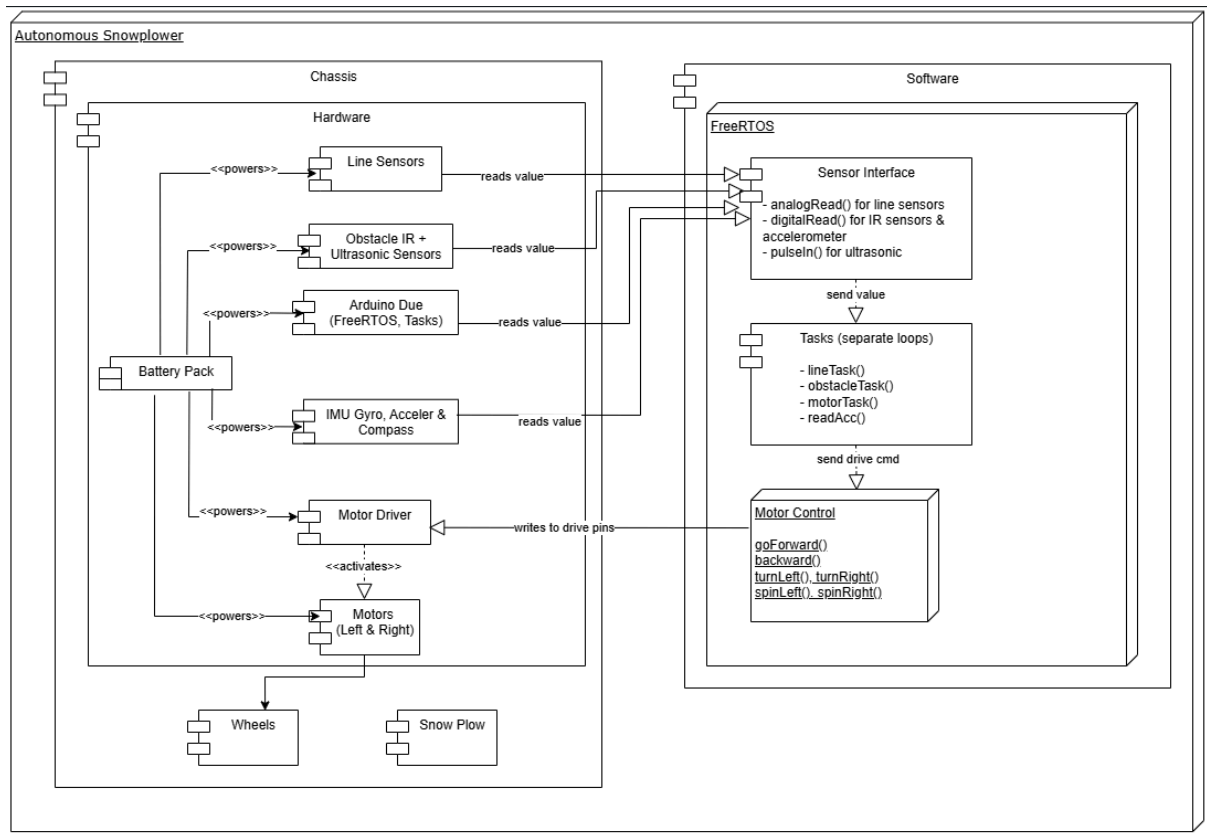 Autonomous Snowplower
Chassis
Hardware
<<powers>>
Line Sensors
reads value
<<powers>>
Obstacle IR +
Ultrasonic Sensors
reads value
<<powers>>
Arduino Due
(FreeRTOS, Tasks)
reads value
Battery Pack
<<powers>>
IMU Gyro, Acceler &
Compass
reads value
<<powers>>
Motor Driver
writes to drive pins
<<activates>>
<<powers>>
Motors
(Left & Right)
Wheels
Snow Plow
Software
FreeRTOS
Sensor Interface
- analogRead() for line sensors
- digitalRead() for IR sensors &
accelerometer
- pulseIn() for ultrasonic
send value
Tasks (separate loops)
- lineTask()
- obstacleTask()
- motorTask()
- readAcc()
send drive cmd
Motor Control
goForward()
backward()
turnLeft(), turnRight()
spinLeft(), spinRight()